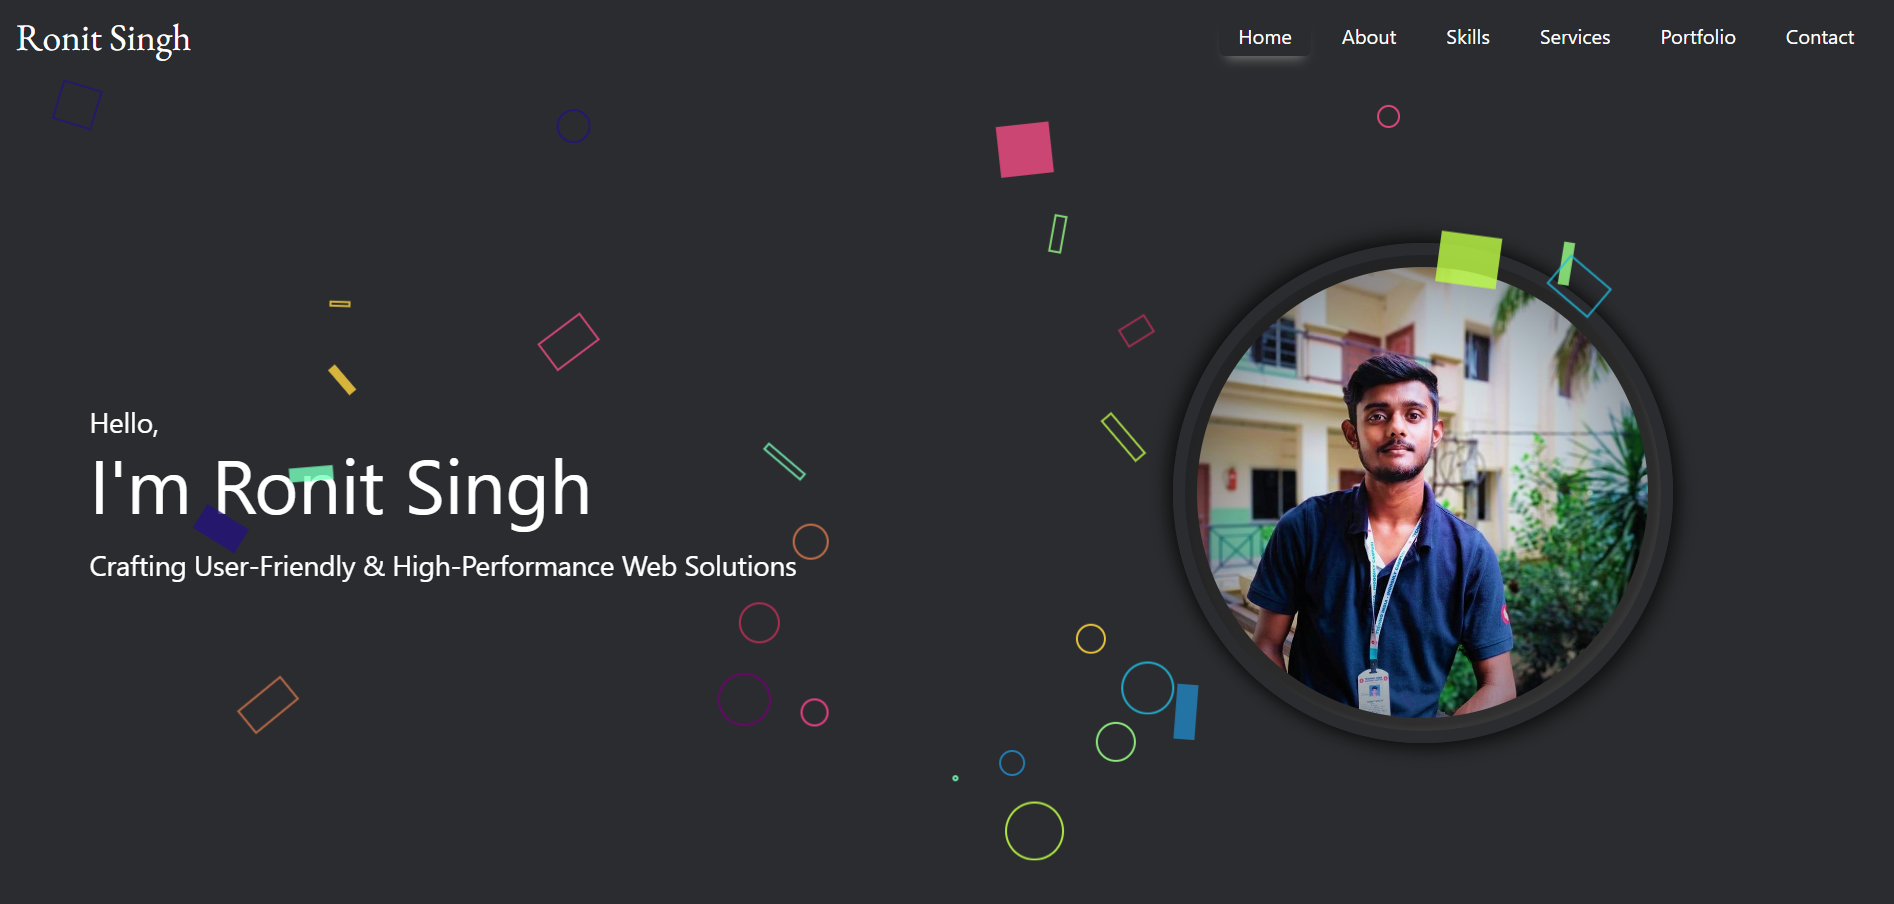 Ronit Singh
Home About Skills Services Portfolio Contact
Hello,
I'm Ronit Singh
Crafting User-Friendly & High-Performance Web Solutions